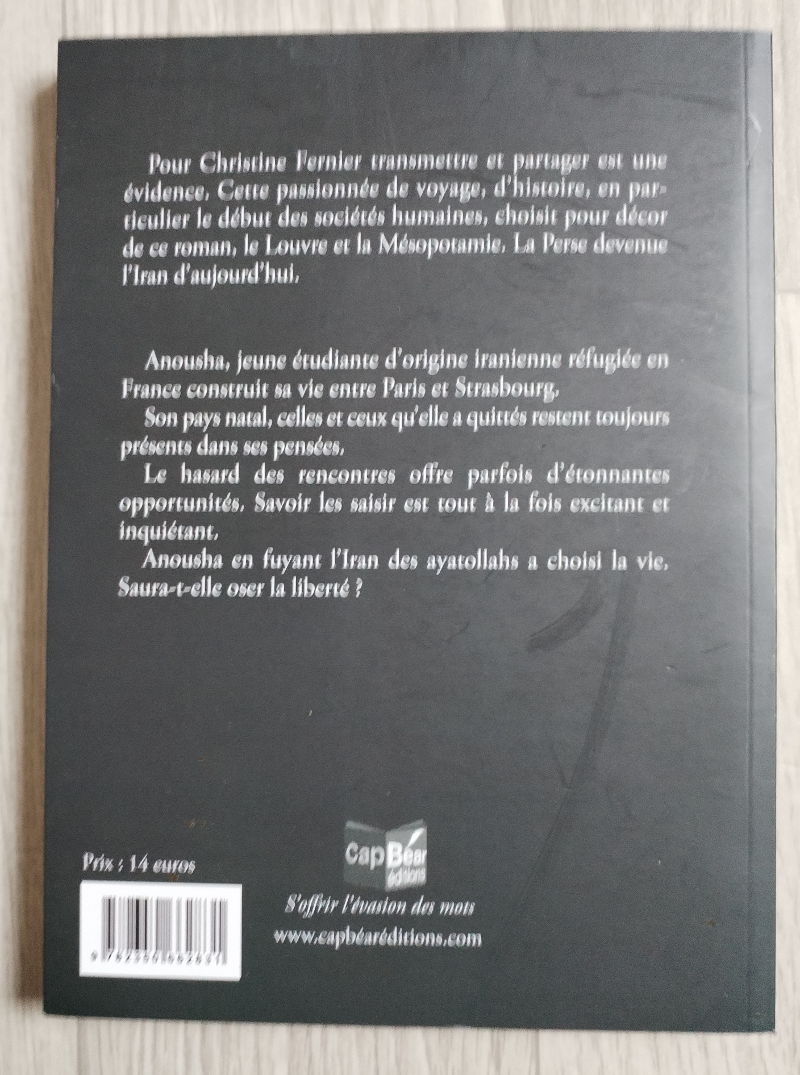 Pour Christine Fernier transmettre et partager est une
évidence. Cette passionnée de voyage, d'histoire, en par-
ticulier le début des sociétés humaines, choisit pour décor
de ce roman, le Louvre et la Mésopotamie. La Perse devenue
l'Iran d'aujourd'hui.
Anousha, jeune étudiante d'origine iranienne réfugiée en
France construit sa vie entre Paris et Strasbourg.
Son pays natal, celles et ceux qu'elle a quittés restent toujours
présents dans ses pensées.
Le hasard des rencontres offre parfois d'étonnantes
opportunités. Savoir les saisir est tout à la fois excitant et
inquiétant.
Anousha en fuyant l'Iran des ayatollahs a choisi la vie.
Saura-t-elle oser la liberté ?
Cap Béar
éditions
Prix : 14 euros
S'offrir l'évasion des mots
www.capbéaréditions.com